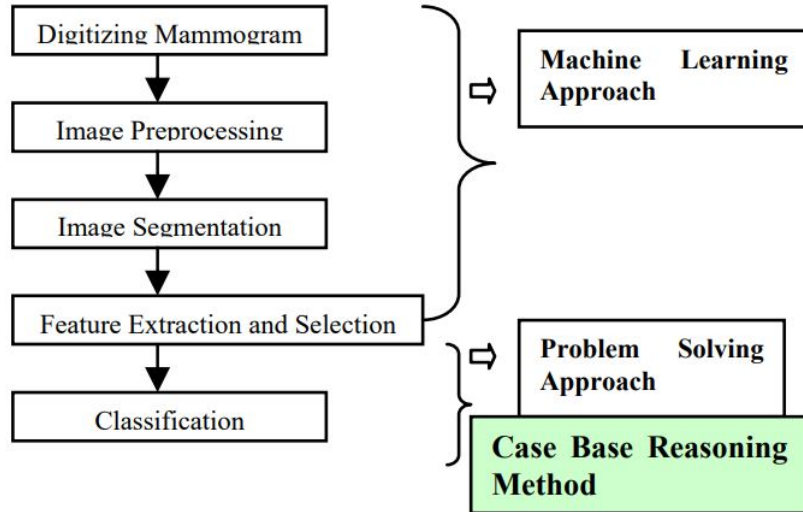 Digitizing Mammogram
Image Preprocessing
Image Segmentation
Feature Extraction and Selection
Classification
Machine Learning
Approach
Problem Solving
Approach
Case Base Reasoning
Method